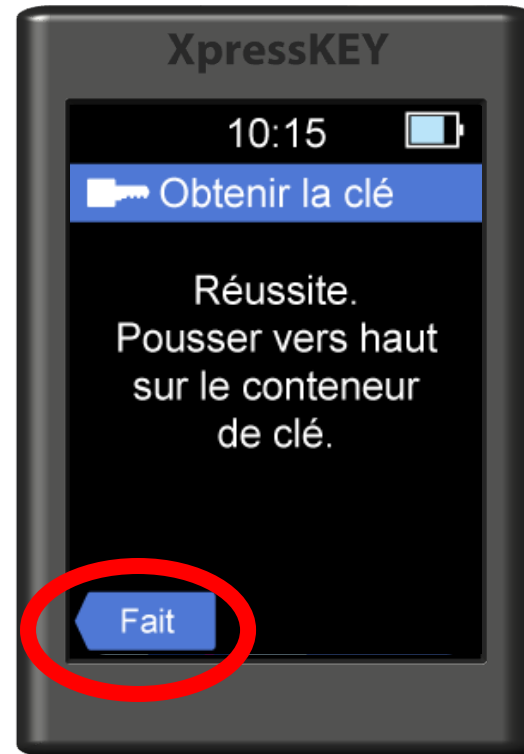 XpressKEY
10:15
Obtenir la clé
Réussite.
Pousser vers haut
sur le conteneur
de clé.
Fait